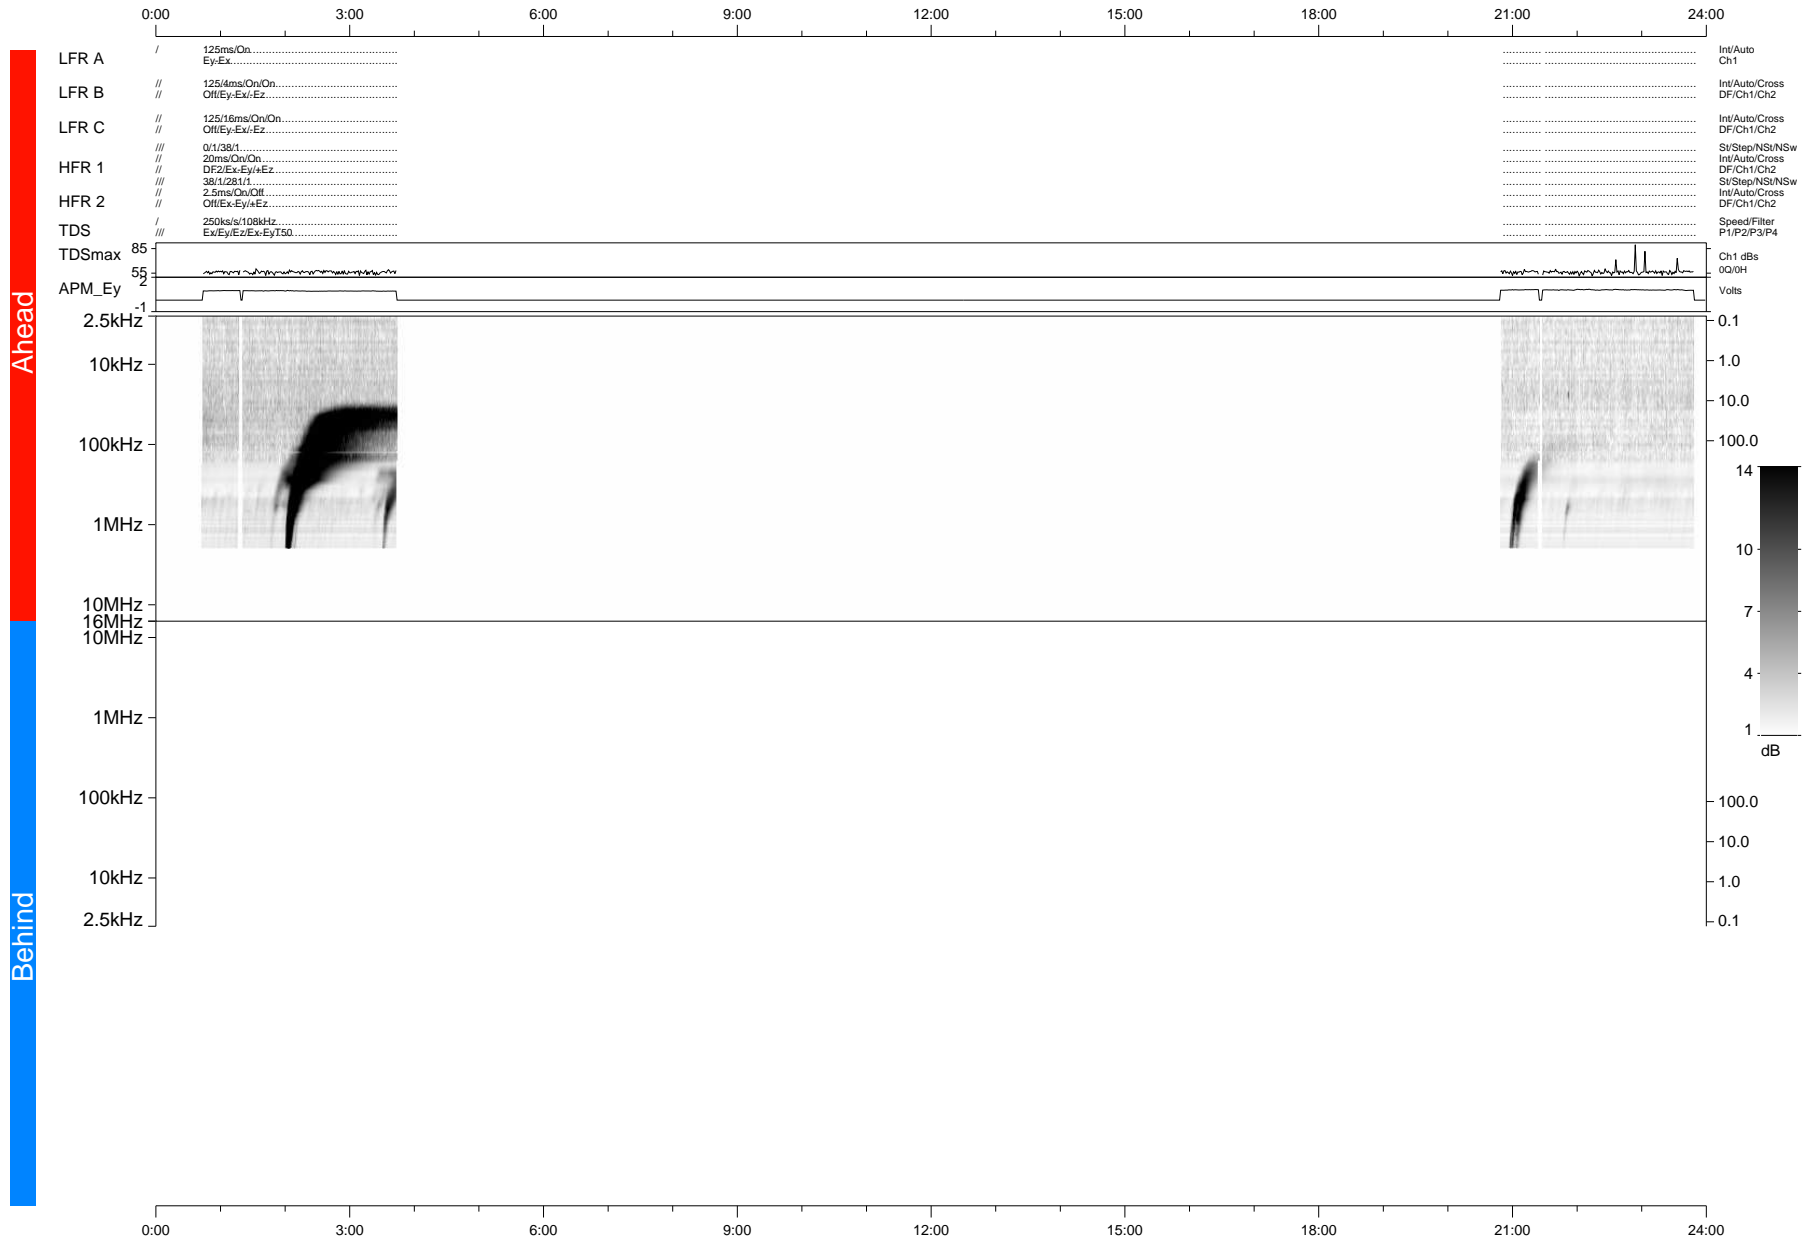 0:00 3:00 6:00 9:00 12:00 15:00 18:00 21:00 24:00
LFR A / 125ms/On Int/Auto
/ Ey-Ex Ch1
LFR B // 125/4ms/On/On Int/Auto/Cross
// Off/Ey-Ex/-Ez DF/Ch1/Ch2
LFR C // 125/16ms/On/On Int/Auto/Cross
// Off/Ey-Ex/-Ez DF/Ch1/Ch2
/// 0/1/38/1 St/Step/NSt/NSw
HFR 1 // 20ms/On/On Int/Auto/Cross
// DF2/Ex-Ey/+Ez DF/Ch1/Ch2
/// 38/1/281/1 St/Step/NSt/NSw
HFR 2 // 2.5ms/On/Off Int/Auto/Cross
// Off/Ex-Ey/+Ez DF/Ch1/Ch2
TDS / 250ks/s/108kHz Speed/Filter
/// Ex/Ey/Ez/Ex-EyT50 P1/P2/P3/P4
TDSmax 85 Ch1 dBs
55 0Q/0H
APM_Ey 2 Volts
-1
Ahead
2.5kHz 0.1
10kHz 1.0
10.0
100kHz 100.0
1MHz
10MHz
16MHz
14
10
7
4
1
dB
Behind
10MHz
1MHz
100kHz 100.0
10.0
10kHz 1.0
2.5kHz 0.1
0:00 3:00 6:00 9:00 12:00 15:00 18:00 21:00 24:00